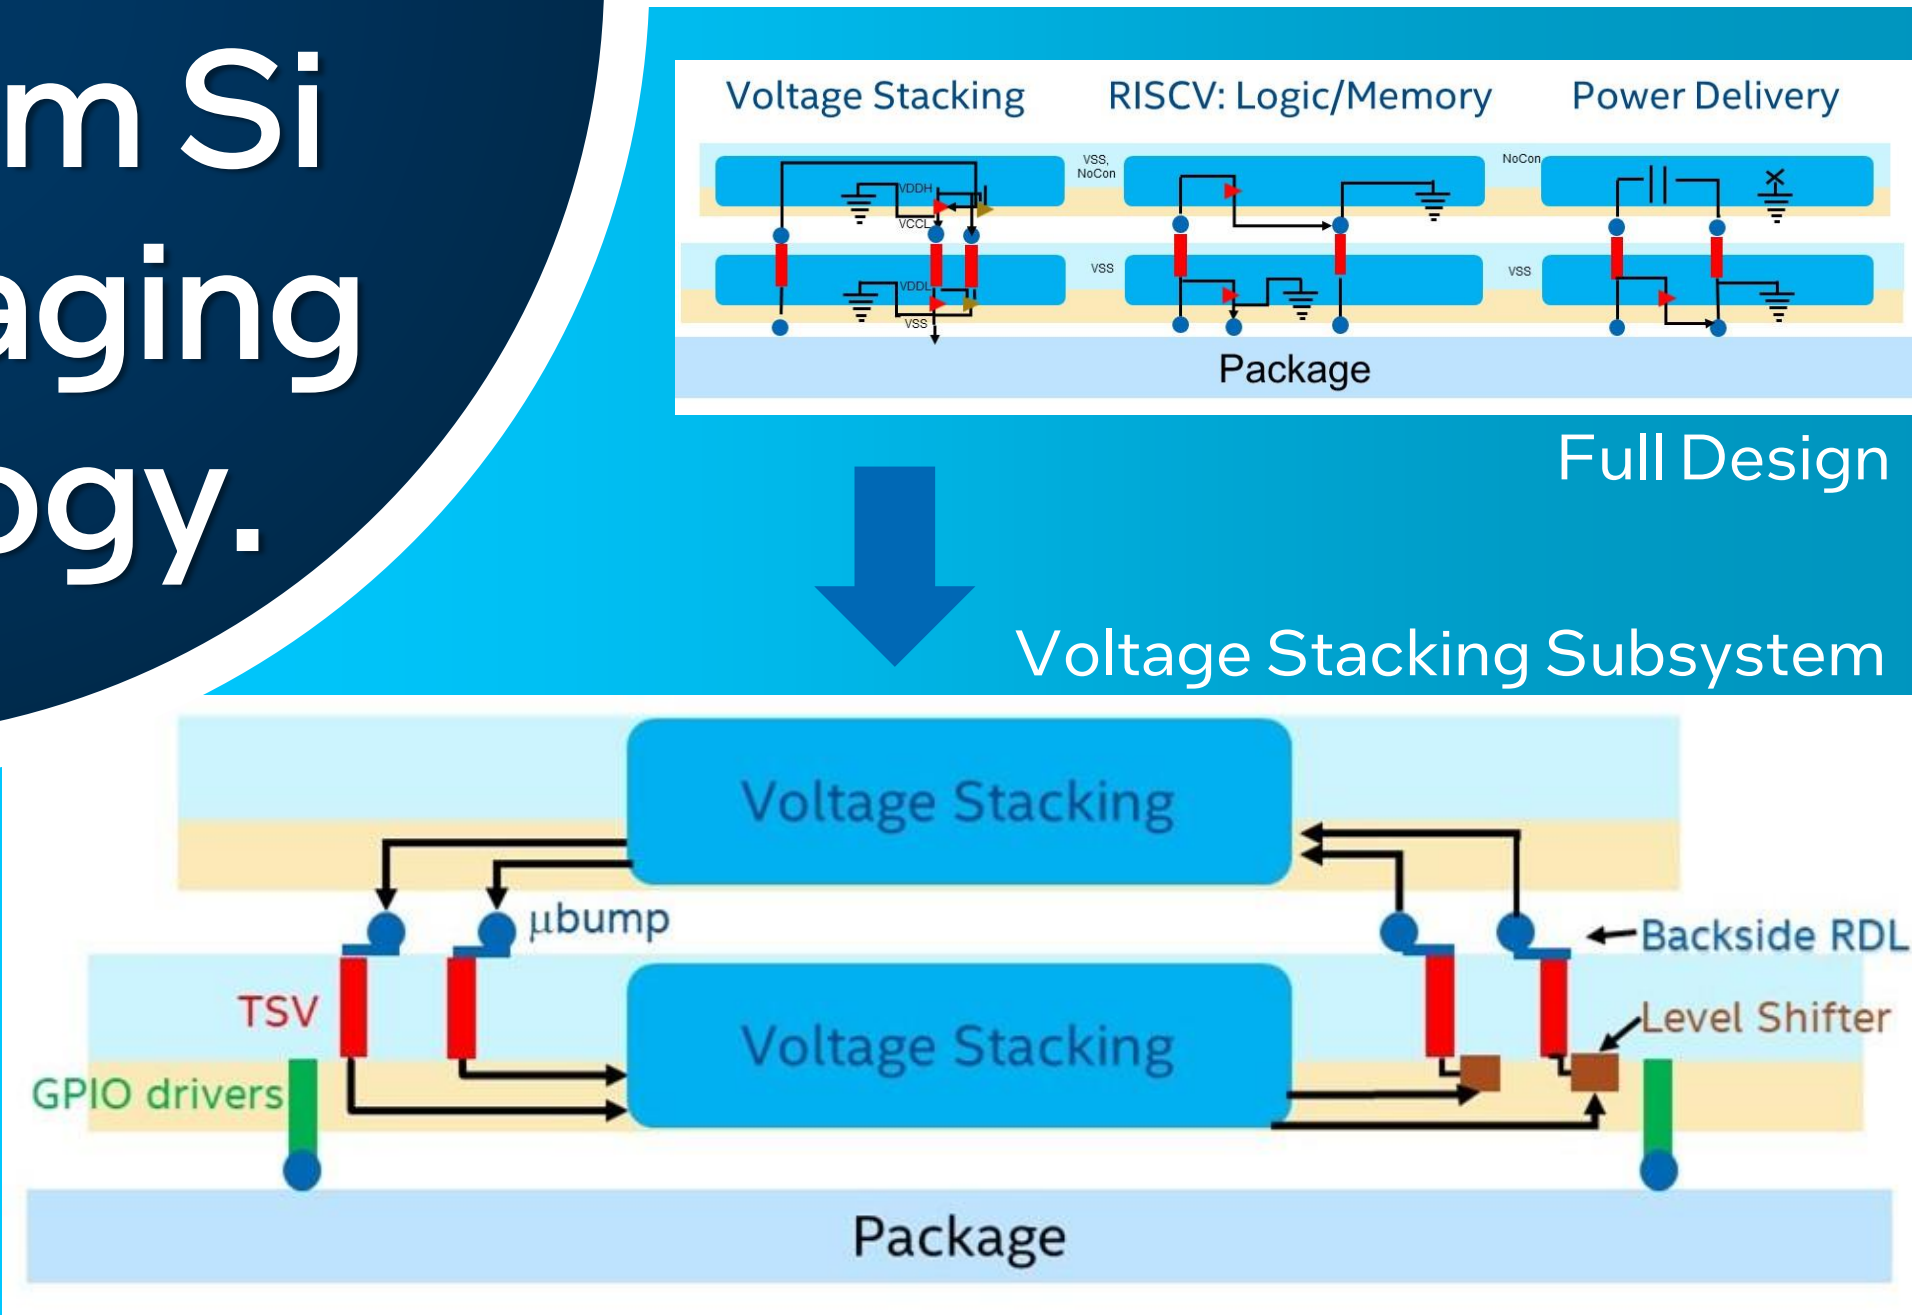 m Si
aging
ogy.
Voltage Stacking
RISCV: Logic/Memory
Power Delivery
VDDH
VCCL
VSS,
NoCon
NoCon
VDDL
VSS
VSS
VSS
Package
Full Design
Voltage Stacking Subsystem
Voltage Stacking
µbump
Backside RDL
TSV
Voltage Stacking
Level Shifter
GPIO drivers
Package